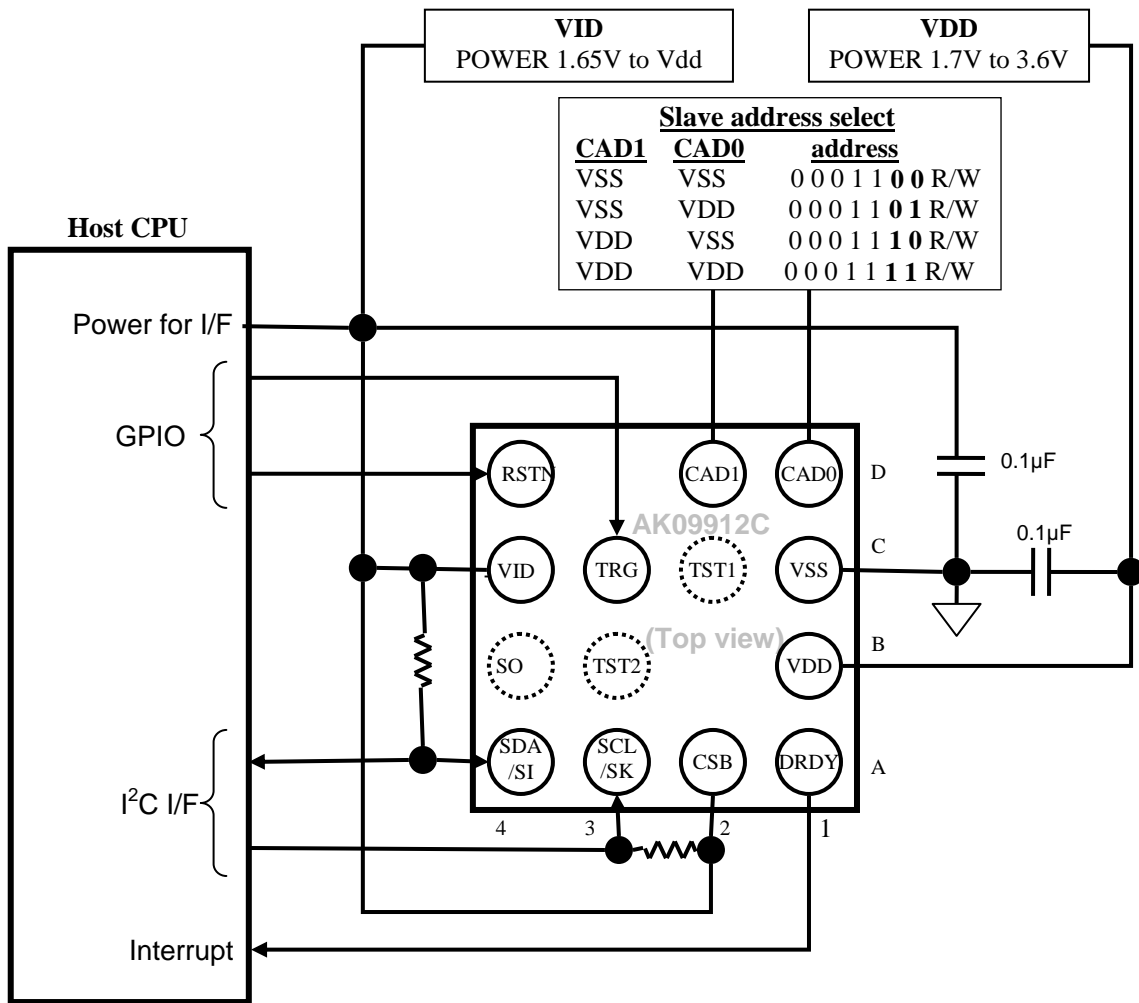 VID
POWER 1.65V to Vdd
VDD
POWER 1.7V to 3.6V
Slave address select
CAD1 CAD0 address
VSS VSS 0 0 0 1 1 0 0 R/W
VSS VDD 0 0 0 1 1 0 1 R/W
VDD VSS 0 0 0 1 1 1 0 R/W
VDD VDD 0 0 0 1 1 1 1 R/W
Host CPU
Power for I/F
GPIO
I²C I/F
Interrupt
RSTN
CAD1
CAD0
D
AK09912C
VID
TRG
TST1
VSS
C
(Top view)
SO
TST2
VDD
B
SDA
/SI
SCL
/SK
CSB
DRDY
A
4 3 2 1
0.1µF
0.1µF